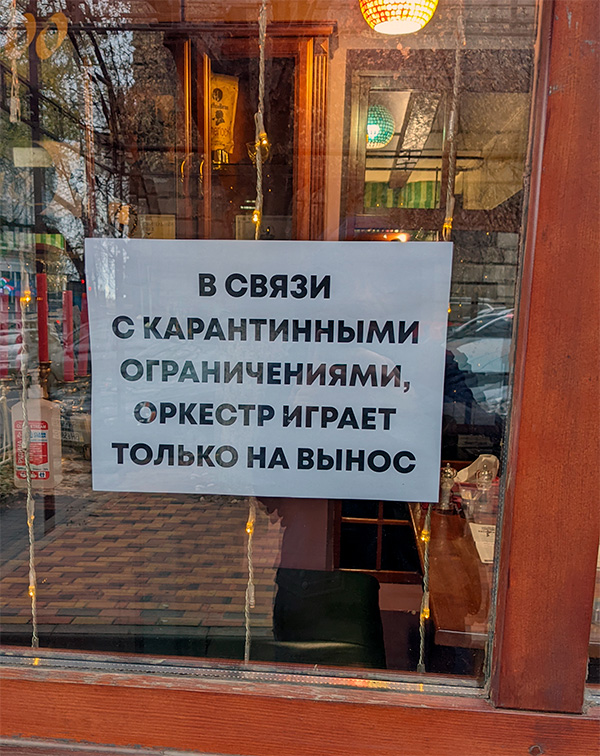 В СВЯЗИ
С КАРАНТИННЫМИ
ОГРАНИЧЕНИЯМИ,
ОРКЕСТР ИГРАЕТ
ТОЛЬКО НА ВЫНОС